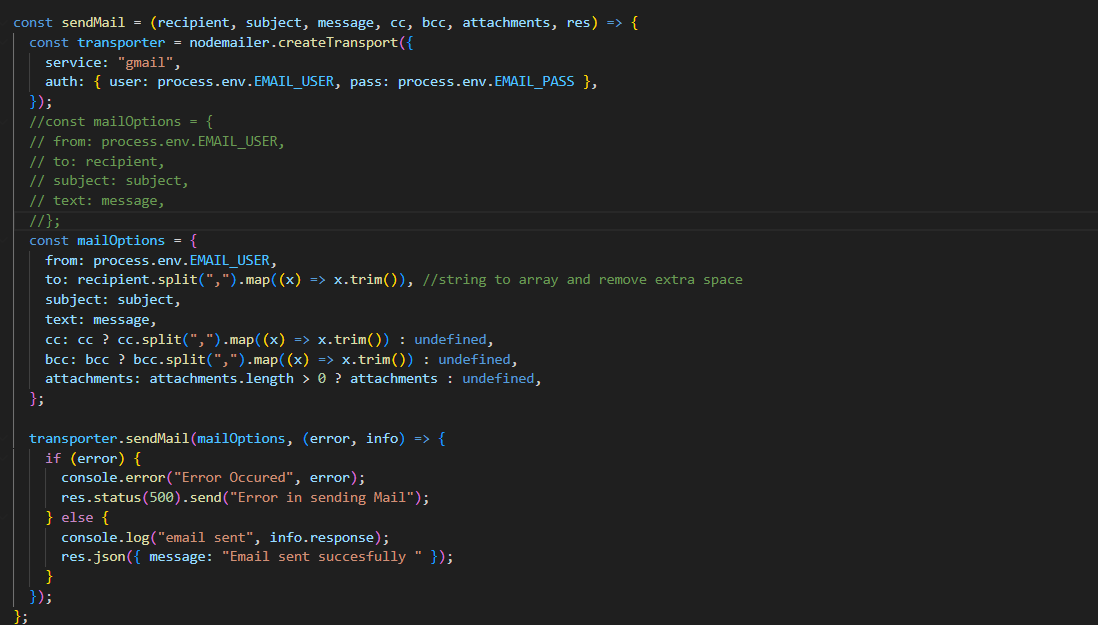 const sendMail = (recipient, subject, message, cc, bcc, attachments, res) => {
  const transporter = nodemailer.createTransport({
    service: "gmail",
    auth: { user: process.env.EMAIL_USER, pass: process.env.EMAIL_PASS },
  });
  //const mailOptions = {
  // from: process.env.EMAIL_USER,
  // to: recipient,
  // subject: subject,
  // text: message,
  //};
  const mailOptions = {
    from: process.env.EMAIL_USER,
    to: recipient.split(",").map((x) => x.trim()), //string to array and remove extra space
    subject: subject,
    text: message,
    cc: cc ? cc.split(",").map((x) => x.trim()) : undefined,
    bcc: bcc ? bcc.split(",").map((x) => x.trim()) : undefined,
    attachments: attachments.length > 0 ? attachments : undefined,
  };

  transporter.sendMail(mailOptions, (error, info) => {
    if (error) {
      console.error("Error Occured", error);
      res.status(500).send("Error in sending Mail");
    } else {
      console.log("email sent", info.response);
      res.json({ message: "Email sent succesfully " });
    }
  });
};